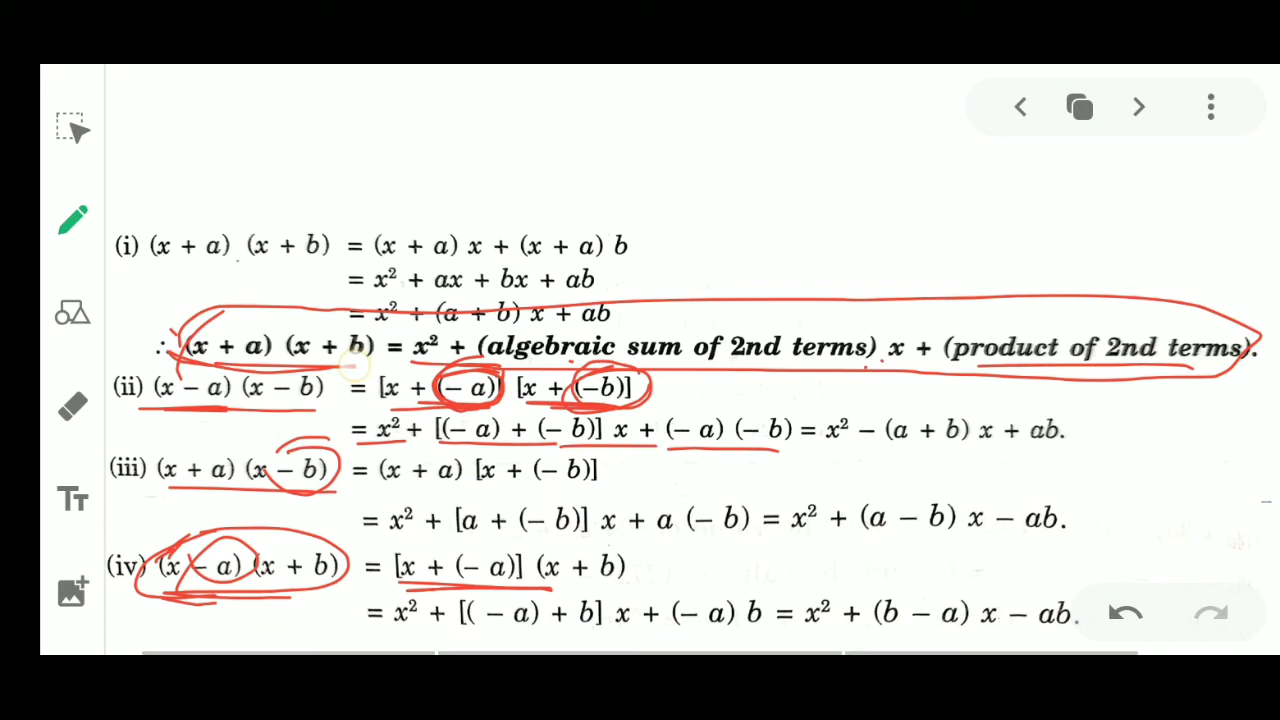 (i) (x + a) (x + b) = (x + a) x + (x + a) b
= x² + ax + bx + ab
= x² + (a + b) x + ab
∴ (x + a) (x + b) = x² + (algebraic sum of 2nd terms) x + (product of 2nd terms).
(ii) (x – a) (x – b) = [x + (– a)] [x + (–b)]
= x² + [(– a) + (– b)] x + (– a) (– b) = x² – (a + b) x + ab.
(iii) (x + a) (x – b) = (x + a) [x + (– b)]
= x² + [a + (– b)] x + a (– b) = x² + (a – b) x – ab.
(iv) (x – a) (x + b) = [x + (– a)] (x + b)
= x² + [( – a) + b] x + (– a) b = x² + (b – a) x – ab.
TT